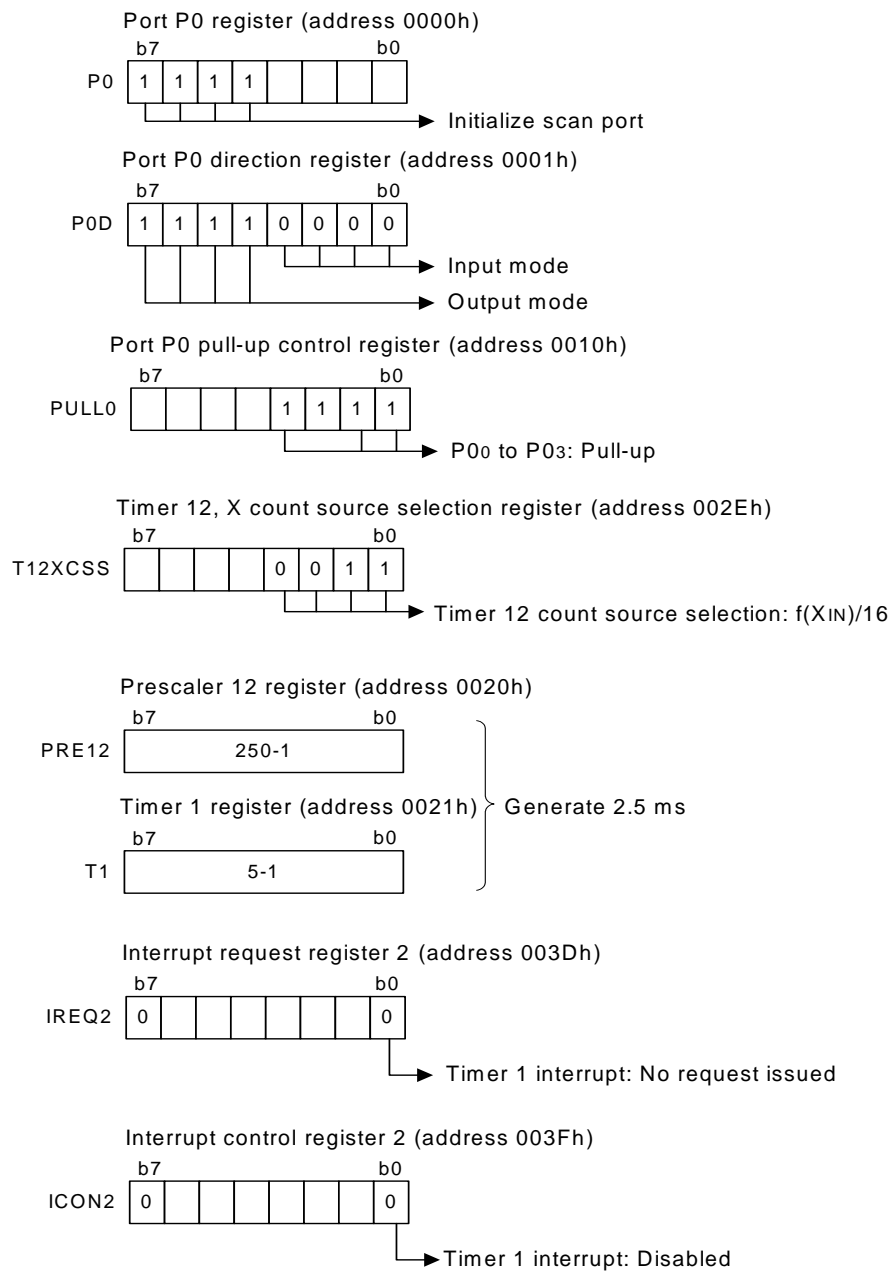 Port P0 register (address 0000h)
b7 b0
P0 1 1 1 1
Initialize scan port
Port P0 direction register (address 0001h)
b7 b0
P0D 1 1 1 1 0 0 0 0
Input mode
Output mode
Port P0 pull-up control register (address 0010h)
b7 b0
PULL0 1 1 1 1
P00 to P03: Pull-up
Timer 12, X count source selection register (address 002Eh)
b7 b0
T12XCSS 0 0 1 1
Timer 12 count source selection: f(XIN)/16
Prescaler 12 register (address 0020h)
b7 b0
PRE12 250-1
Timer 1 register (address 0021h) Generate 2.5 ms
b7 b0
T1 5-1
Interrupt request register 2 (address 003Dh)
b7 b0
IREQ2 0 0
Timer 1 interrupt: No request issued
Interrupt control register 2 (address 003Fh)
b7 b0
ICON2 0 0
Timer 1 interrupt: Disabled